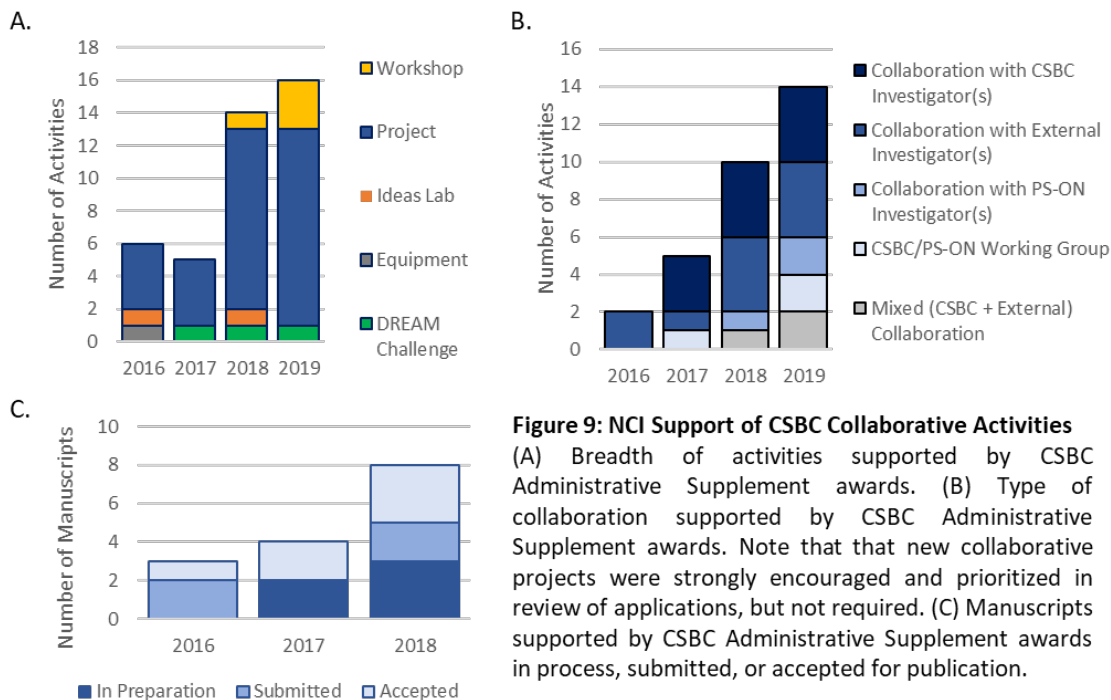 A.
Number of Activities
18
16
14
12
10
8
6
4
2
0
2016 2017 2018 2019
Workshop
Project
Ideas Lab
Equipment
DREAM
Challenge
B.
Number of Activities
16
14
12
10
8
6
4
2
0
2016 2017 2018 2019
Collaboration with CSBC
Investigator(s)
Collaboration with External
Investigator(s)
Collaboration with PS-ON
Investigator(s)
CSBC/PS-ON Working Group
Mixed (CSBC + External)
Collaboration
C.
Number of Manuscripts
10
8
6
4
2
0
2016 2017 2018
In Preparation Submitted Accepted
Figure 9: NCI Support of CSBC Collaborative Activities
(A) Breadth of activities supported by CSBC
Administrative Supplement awards. (B) Type of
collaboration supported by CSBC Administrative
Supplement awards. Note that that new collaborative
projects were strongly encouraged and prioritized in
review of applications, but not required. (C) Manuscripts
supported by CSBC Administrative Supplement awards
in process, submitted, or accepted for publication.